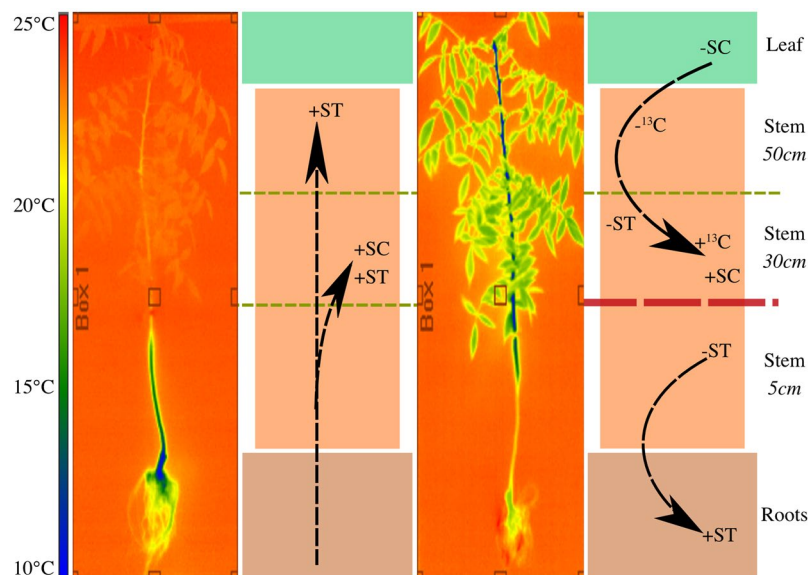 25°C
20°C
15°C
10°C
Box 1
+ST
+SC
+ST
Box 1
-SC
-¹³C
-ST
+¹³C
+SC
-ST
+ST
Leaf
Stem
50cm
Stem
30cm
Stem
5cm
Roots